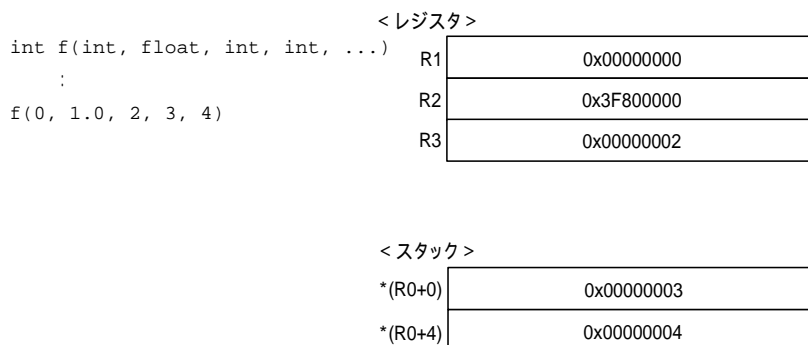 int f(int, float, int, int, ...)
:
f(0, 1.0, 2, 3, 4)
<レジスタ>
R1 0x00000000
R2 0x3F800000
R3 0x00000002
<スタック>
*(R0+0) 0x00000003
*(R0+4) 0x00000004